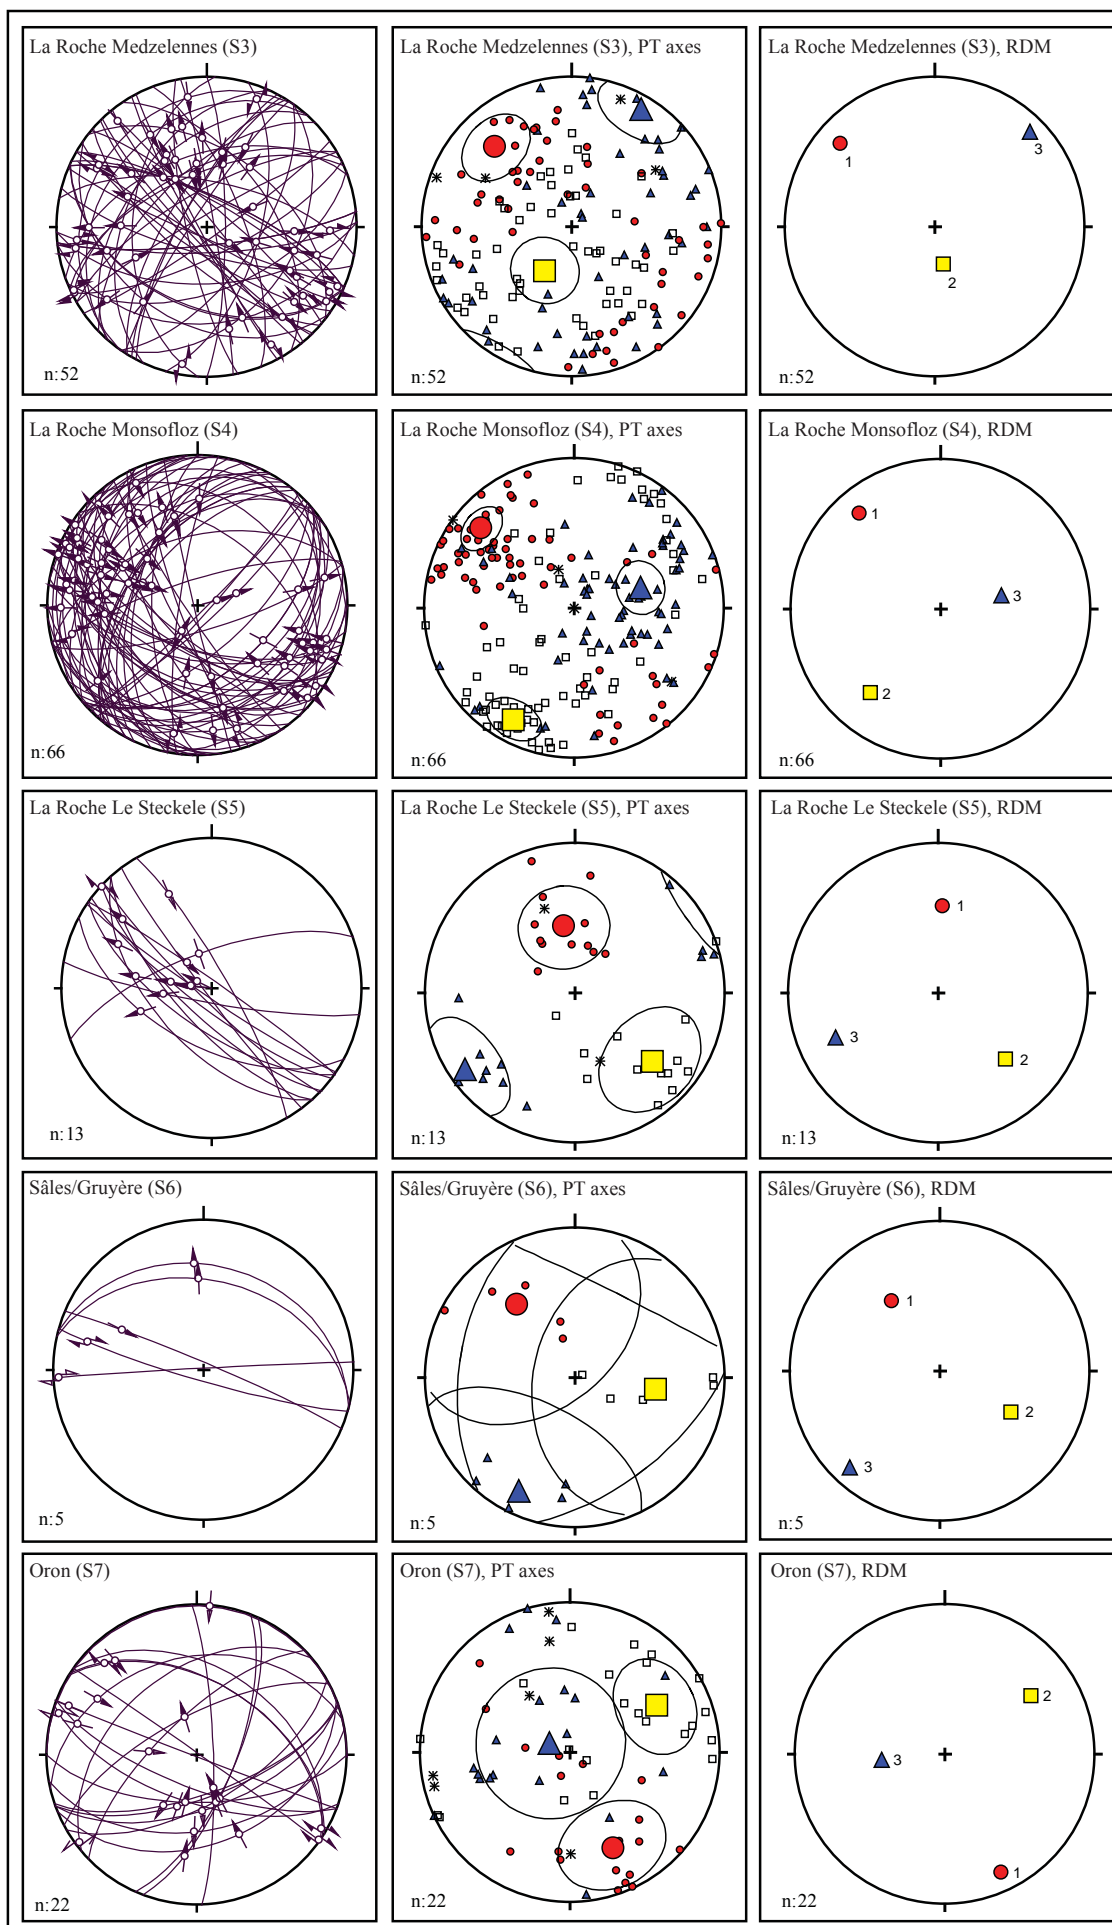 La Roche Medzelennes (S3)
n:52
La Roche Medzelennes (S3), PT axes
n:52
La Roche Medzelennes (S3), RDM
1
3
2
n:52
La Roche Monsofloz (S4)
n:66
La Roche Monsofloz (S4), PT axes
n:66
La Roche Monsofloz (S4), RDM
1
3
2
n:66
La Roche Le Steckele (S5)
n:13
La Roche Le Steckele (S5), PT axes
n:13
La Roche Le Steckele (S5), RDM
1
3
2
n:13
Sâles/Gruyère (S6)
n:5
Sâles/Gruyère (S6), PT axes
n:5
Sâles/Gruyère (S6), RDM
1
2
3
n:5
Oron (S7)
n:22
Oron (S7), PT axes
n:22
Oron (S7), RDM
2
3
1
n:22